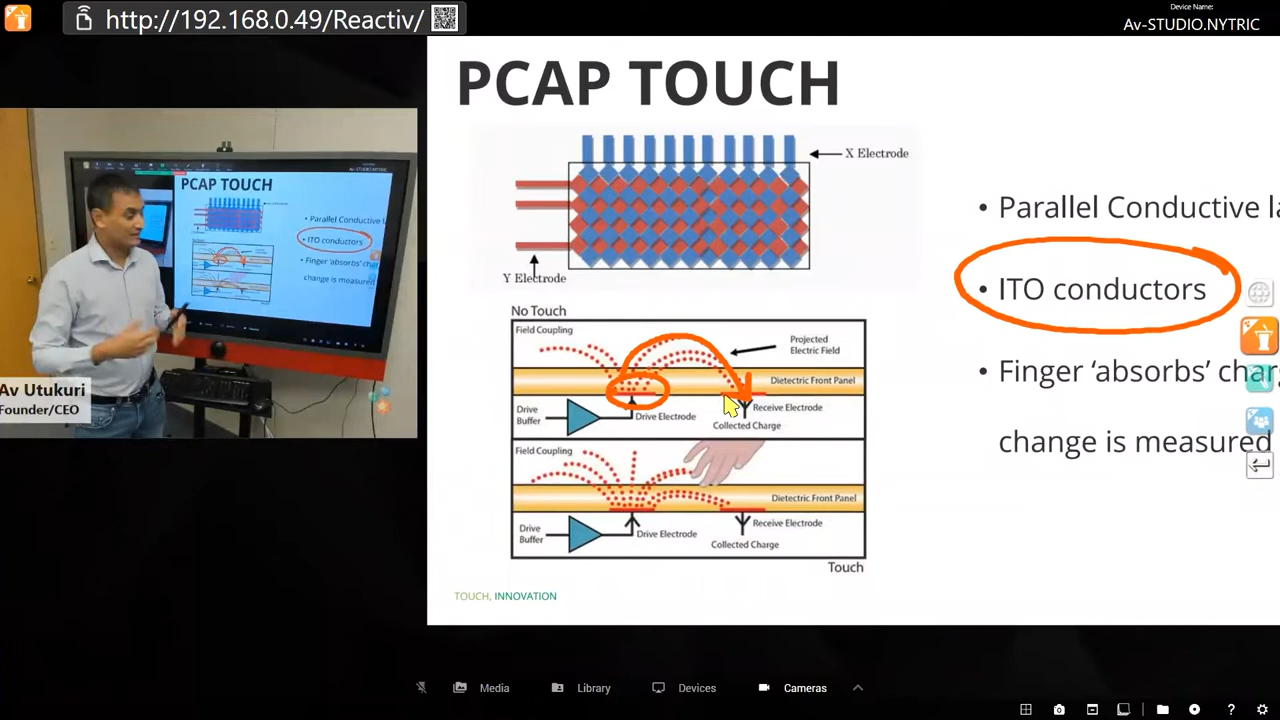 http://192.168.0.49/Reactiv/
Device Name:
Av-STUDIO.NYTRIC
PCAP TOUCH
X Electrode
Y Electrode
No Touch
Field Coupling
Projected
Electric Field
Dietectric Front Panel
Drive
Buffer
Drive Electrode
Receive Electrode
Collected Charge
Field Coupling
Dietectric Front Panel
Drive
Buffer
Drive Electrode
Receive Electrode
Collected Charge
Touch
• Parallel Conductive la
• ITO conductors
• Finger ‘absorbs’ char
change is measured
TOUCH, INNOVATION
PCAP TOUCH
• Parallel Conductive l
• ITO conductors
• Finger ‘absorbs’ char
change is measured
Av Utukuri
Founder/CEO
Media
Library
Devices
Cameras